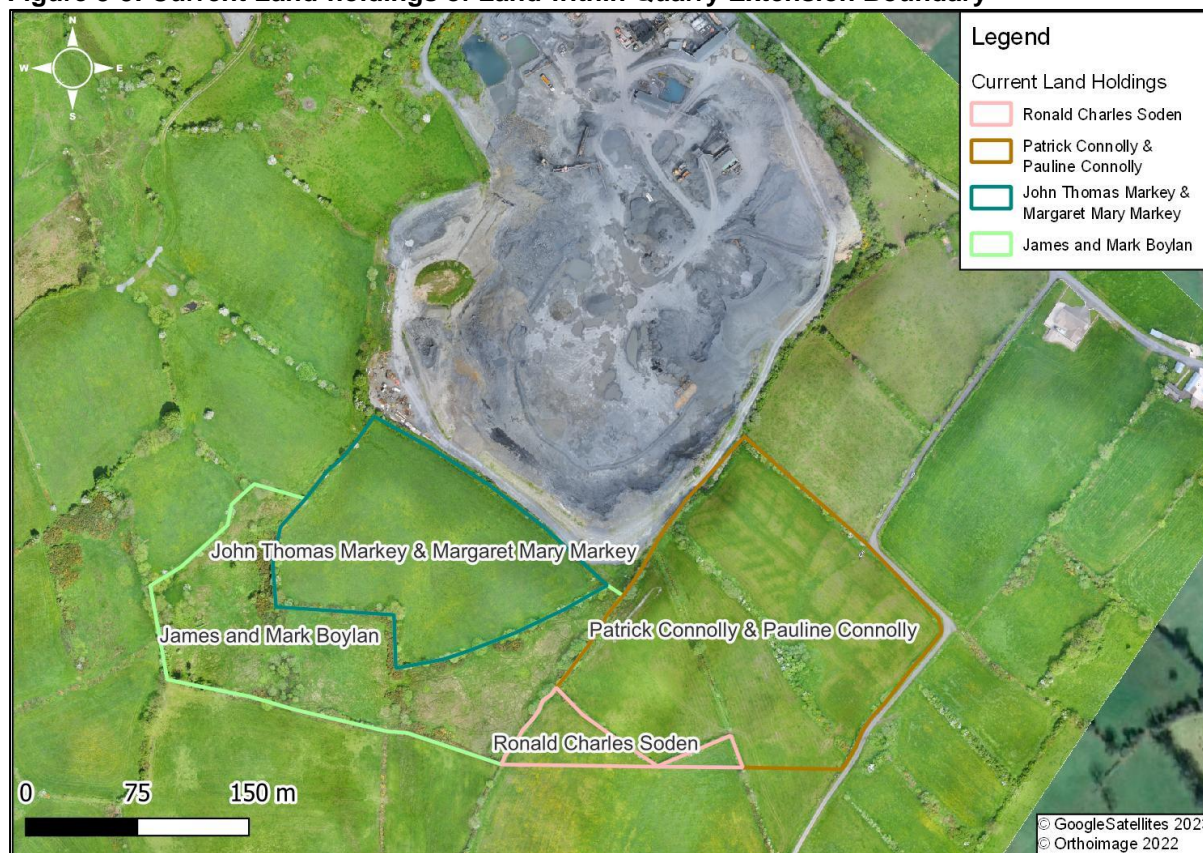 N
W
E
S
Legend
Current Land Holdings
Ronald Charles Soden
Patrick Connolly &
Pauline Connolly
John Thomas Markey &
Margaret Mary Markey
James and Mark Boylan
John Thomas Markey & Margaret Mary Markey
James and Mark Boylan
Patrick Connolly & Pauline Connolly
Ronald Charles Soden
0 75 150 m
© GoogleSatellites 202
© Orthoimage 2022